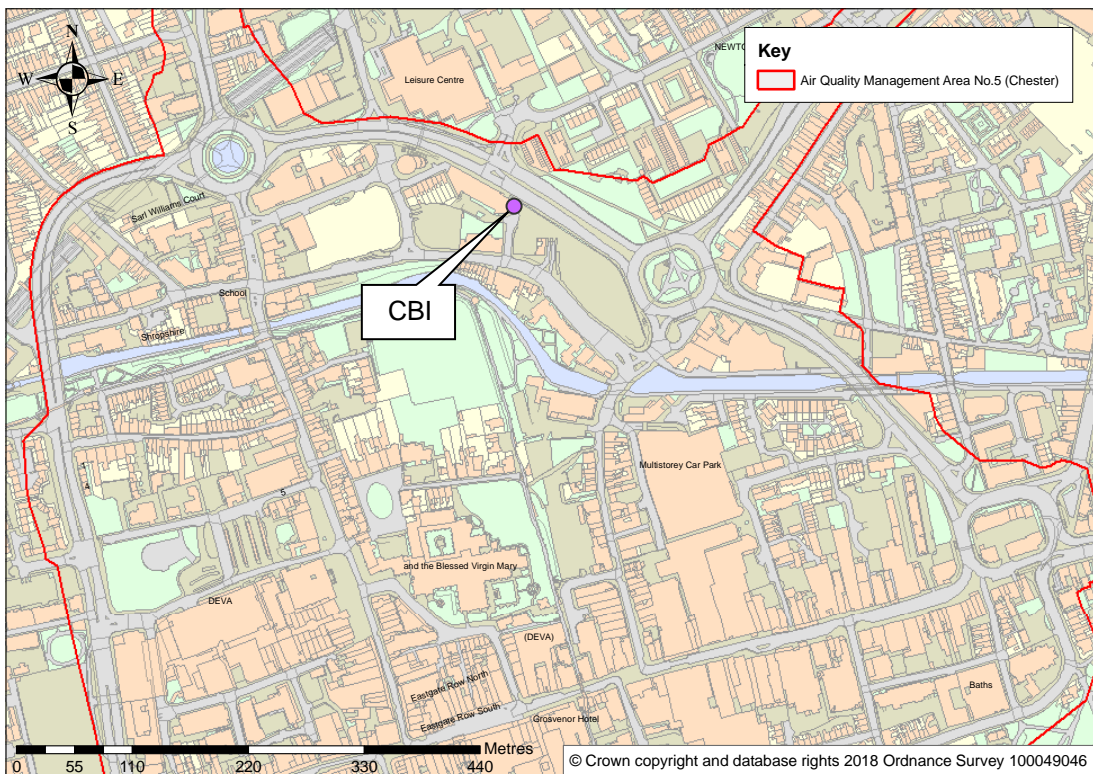 N
W E
S
Leisure Centre
NEWTO
Key
Air Quality Management Area No.5 (Chester)
Sarl Williams Court
CBI
School
Shropshire
Multistorey Car Park
5
and the Blessed Virgin Mary
DEVA
(DEVA)
Eastgate Row North
Eastgate Row South
Grosvenor Hotel
Baths
Metres
0 55 110 220 330 440
© Crown copyright and database rights 2018 Ordnance Survey 100049046